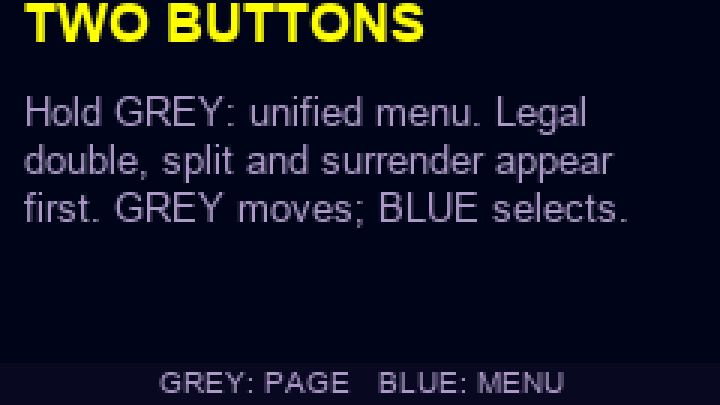 TWO BUTTONS
Hold GREY: unified menu. Legal
double, split and surrender appear
first. GREY moves; BLUE selects.
GREY: PAGE BLUE: MENU